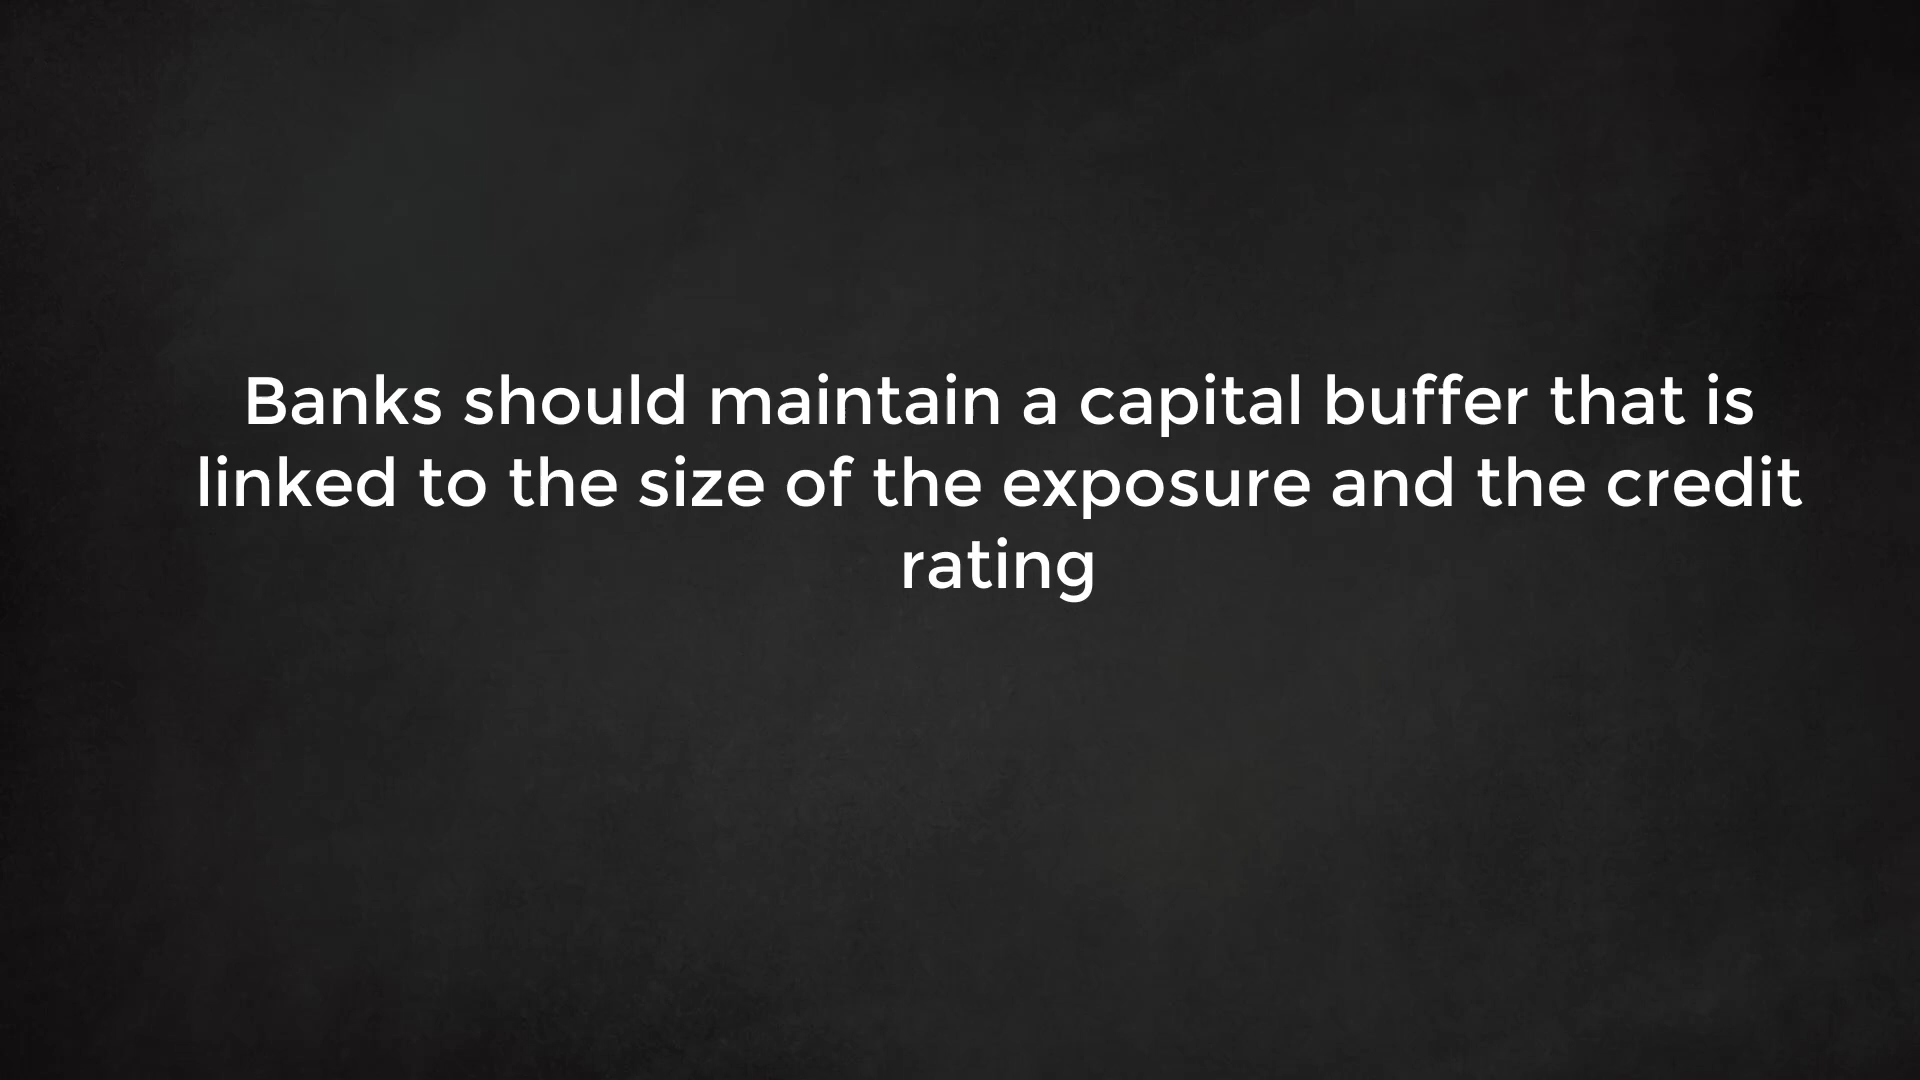 Banks should maintain a capital buffer that is
linked to the size of the exposure and the credit
rating